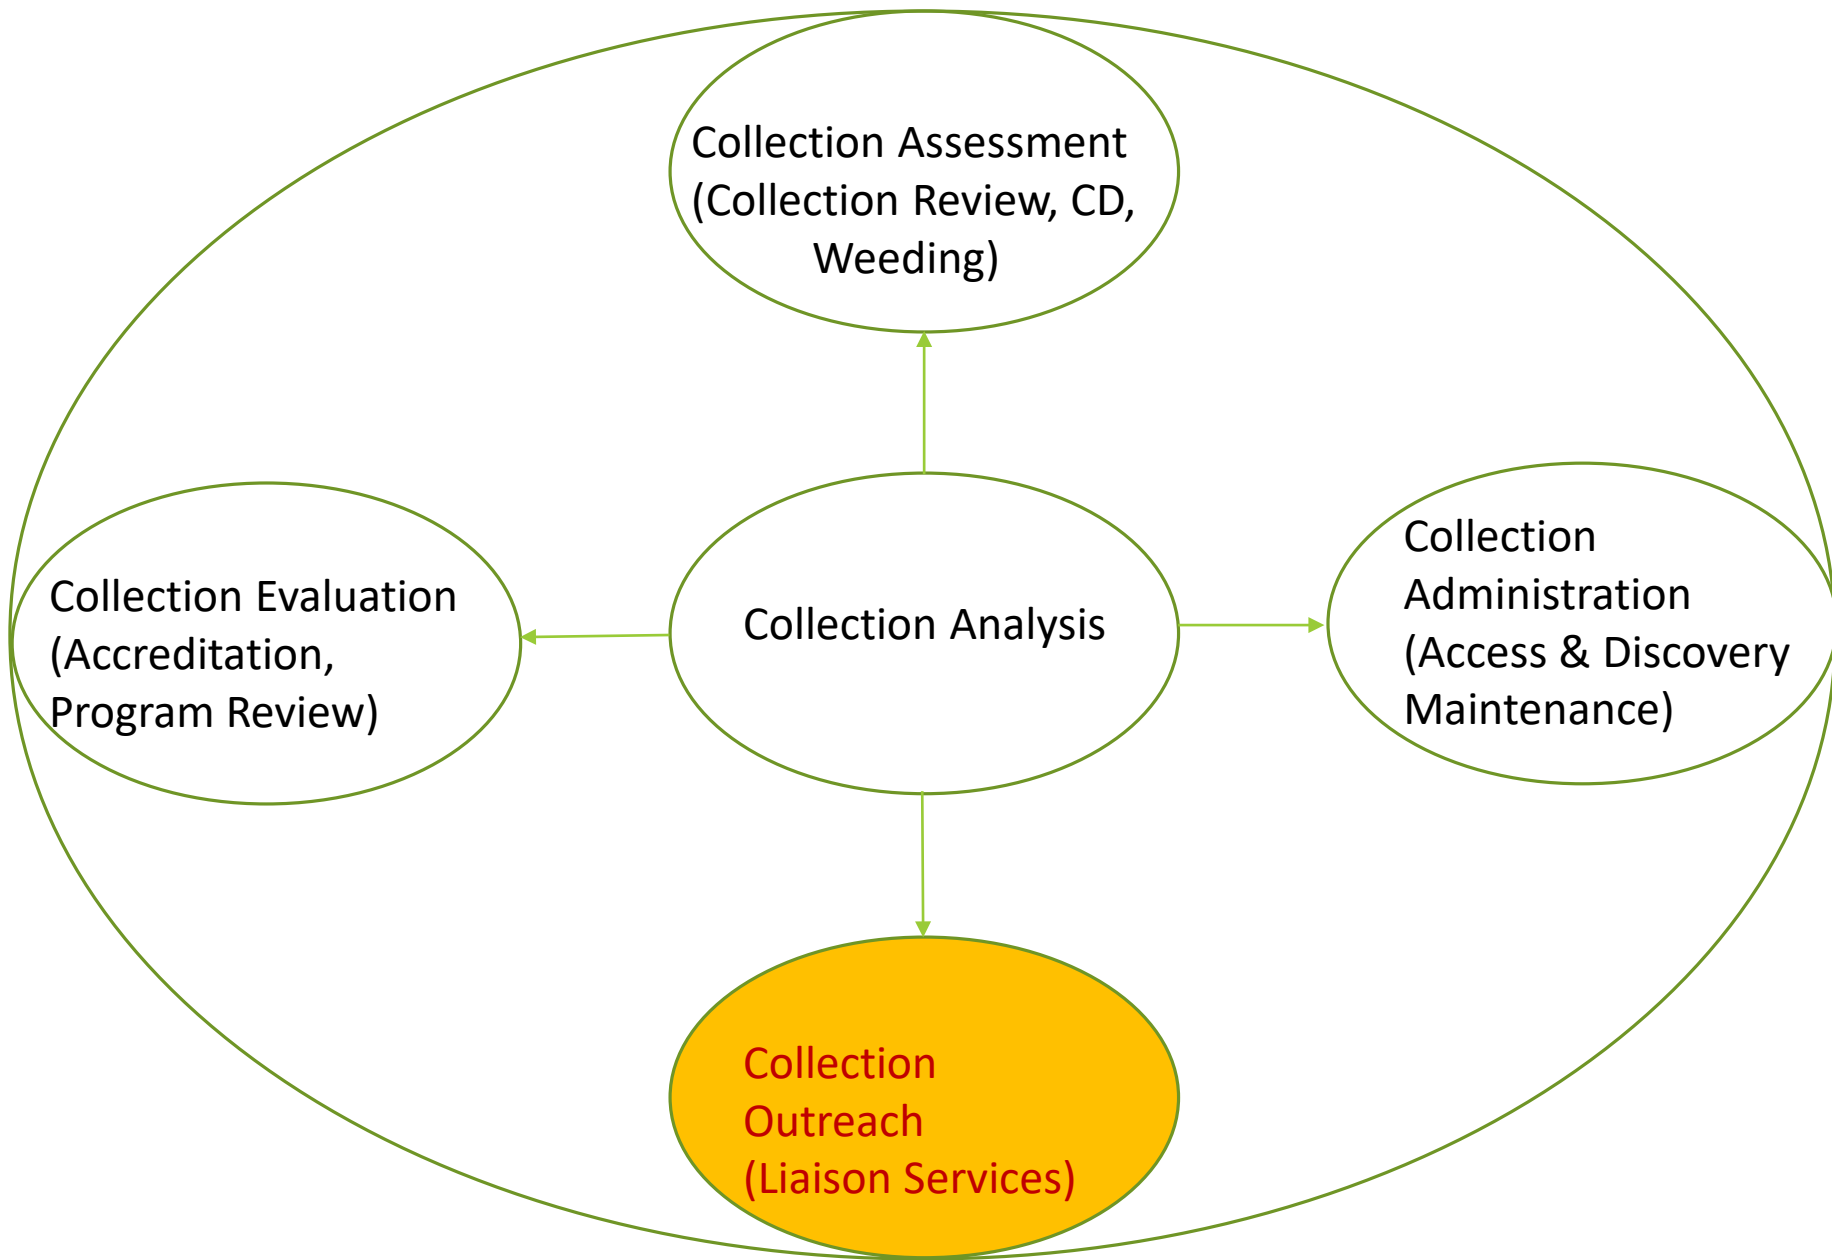 Collection Assessment
(Collection Review, CD,
Weeding)
Collection Evaluation
(Accreditation,
Program Review)
Collection Analysis
Collection
Administration
(Access & Discovery
Maintenance)
Collection
Outreach
(Liaison Services)